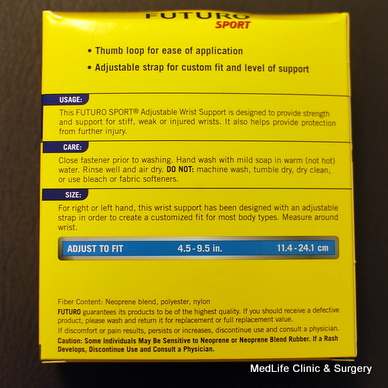 FUTURO
SPORT
• Thumb loop for ease of application
• Adjustable strap for custom fit and level of support
USAGE:
This FUTURO SPORT® Adjustable Wrist Support is designed to provide strength
and support for stiff, weak or injured wrists. It also helps provide protection
from further injury.
CARE:
Close fastener prior to washing. Hand wash with mild soap in warm (not hot)
water. Rinse well and air dry. DO NOT: machine wash, tumble dry, dry clean,
or use bleach or fabric softeners.
SIZE:
For right or left hand, this wrist support has been designed with an adjustable
strap in order to create a customized fit for most body types. Measure around
wrist.
ADJUST TO FIT 4.5 - 9.5 in. 11.4 - 24.1 cm
Fiber Content: Neoprene blend, polyester, nylon
FUTURO guarantees its products to be of the highest quality. If you should receive a defective
product, please wash and return it for replacement or full replacement value.
If discomfort or pain results, persists or increases, discontinue use and consult a physician.
Caution: Some Individuals May be Sensitive to Neoprene or Neoprene Blend Rubber. If a Rash
Develops, Discontinue Use and Consult a Physician.
MedLife Clinic & Surgery